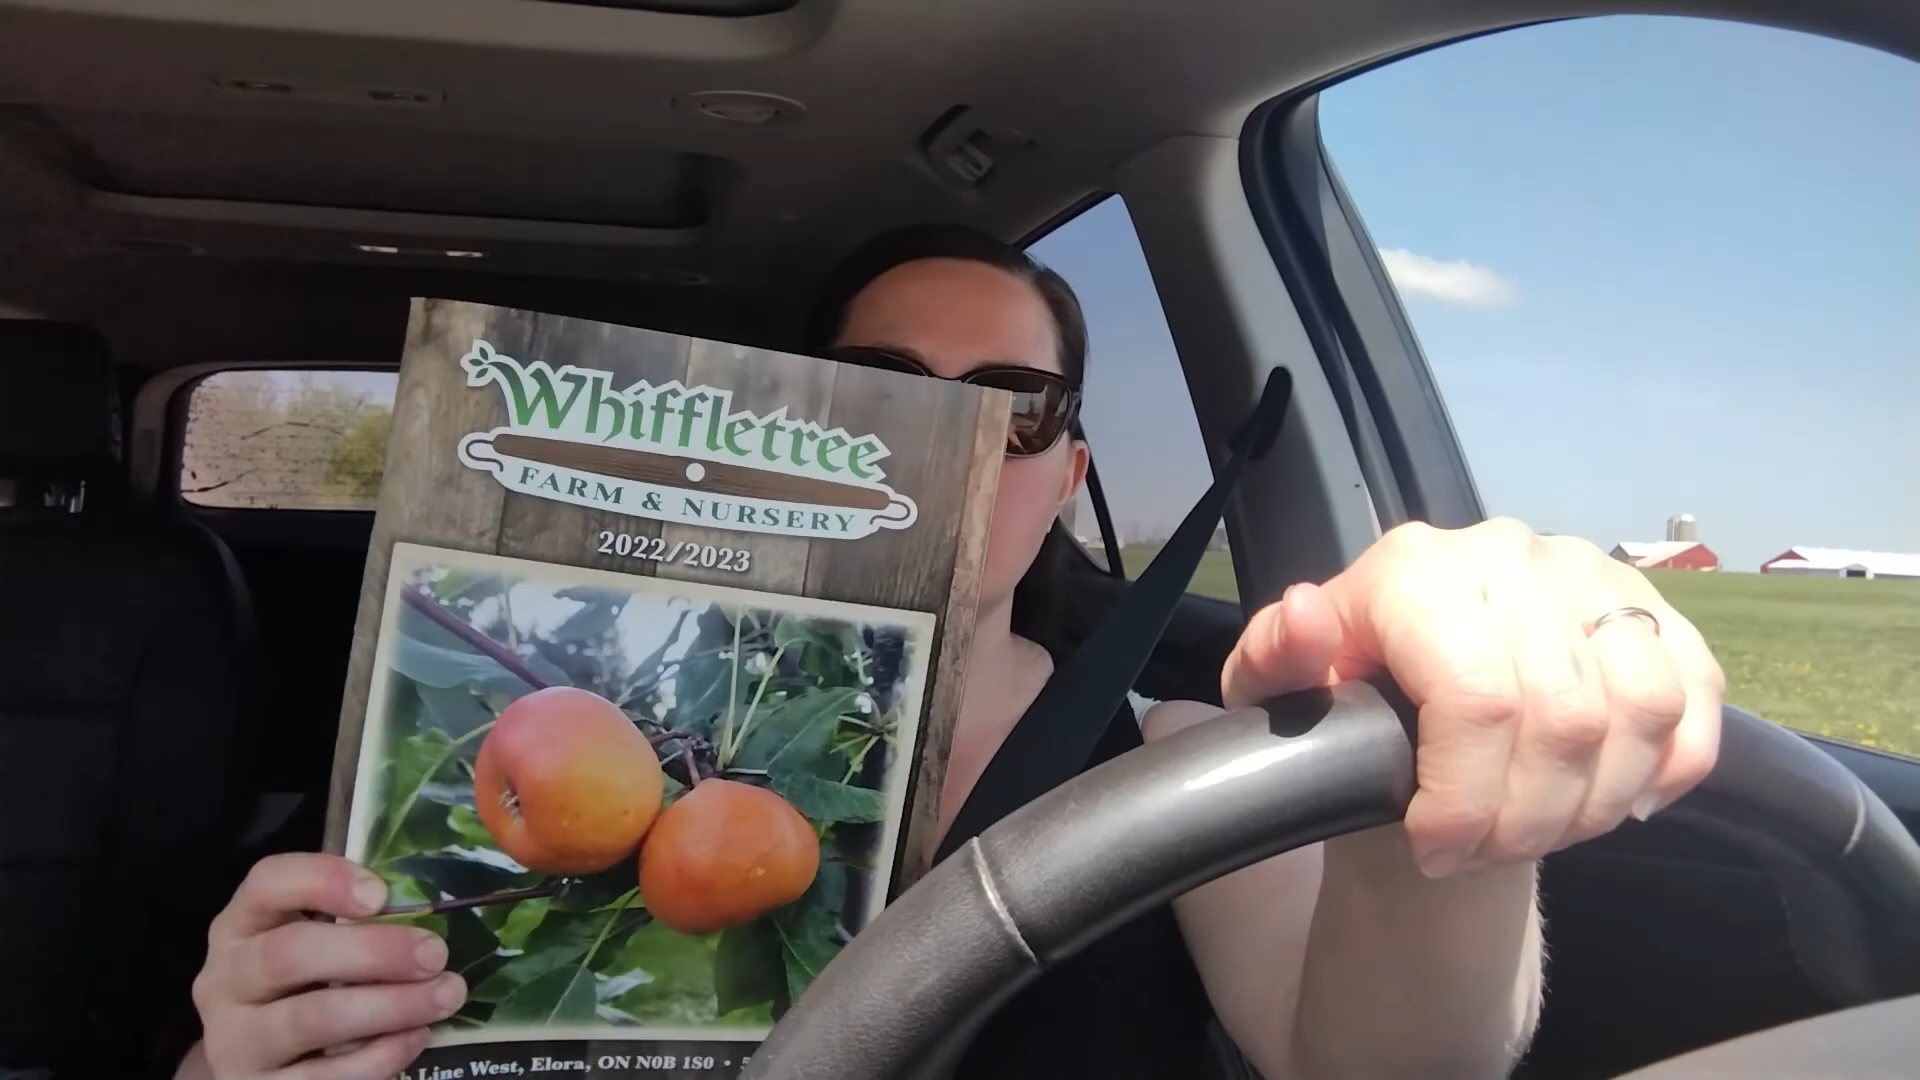 Whiffletree
FARM & NURSERY
2022/2023
Line West, Elora, ON N0B 1S0 •